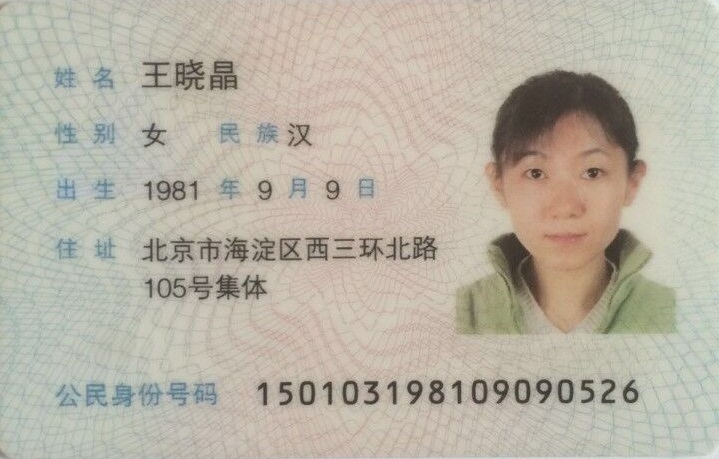 姓名 王晓晶
性别 女 民族 汉
出生 1981 年 9 月 9 日
住址 北京市海淀区西三环北路
105号集体
公民身份号码 150103198109090526